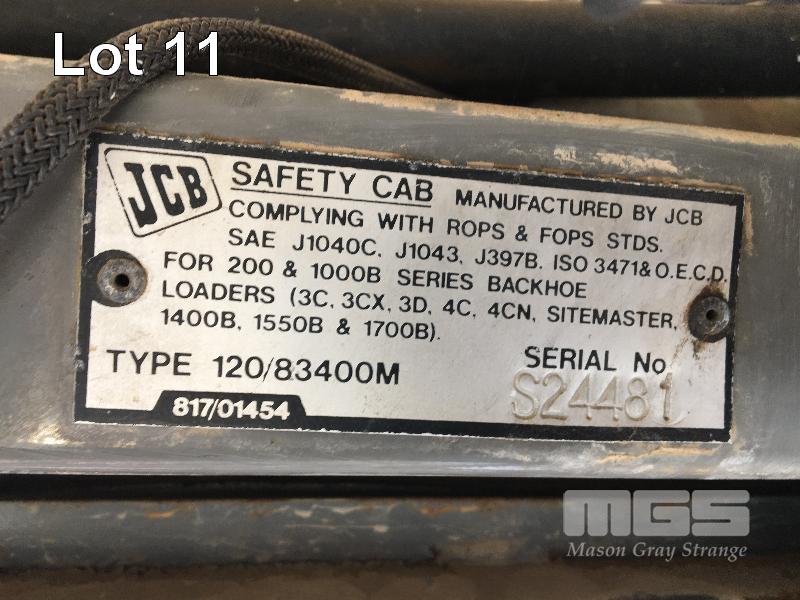 Lot 11
JCB
SAFETY CAB MANUFACTURED BY JCB
COMPLYING WITH ROPS & FOPS STDS.
SAE J1040C, J1043, J397B. ISO 3471 & O.E.C.D.
FOR 200 & 1000B SERIES BACKHOE
LOADERS (3C, 3CX, 3D, 4C, 4CN, SITEMASTER,
1400B, 1550B & 1700B).
TYPE 120/83400M
SERIAL No
S24481
817/01454
MGS
Mason Gray Strange